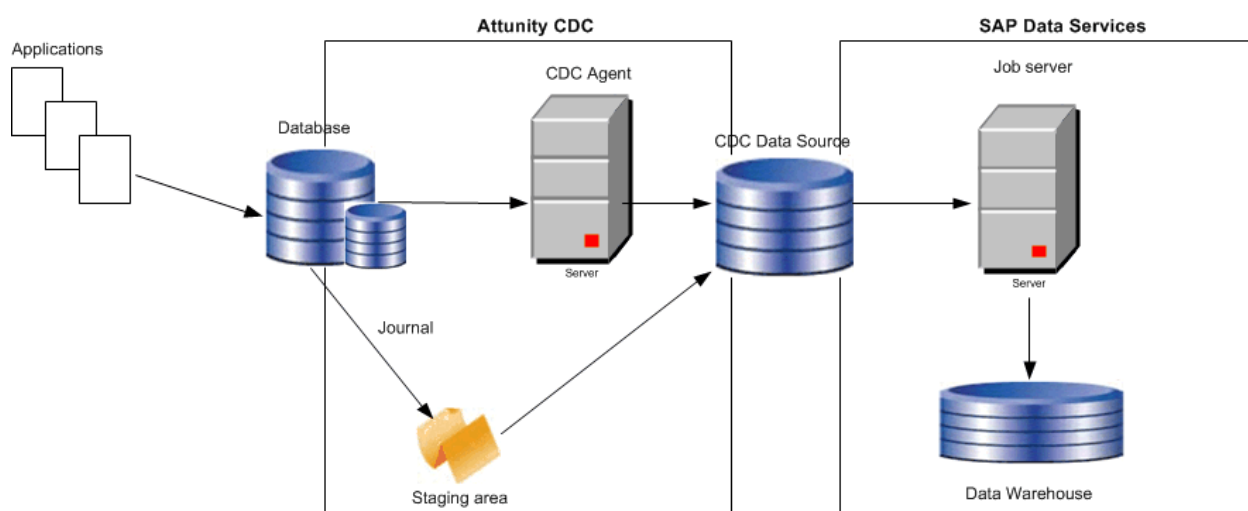 Attunity CDC
SAP Data Services
Applications
CDC Agent
Job server
Database
CDC Data Source
Server
Server
Journal
Staging area
Data Warehouse